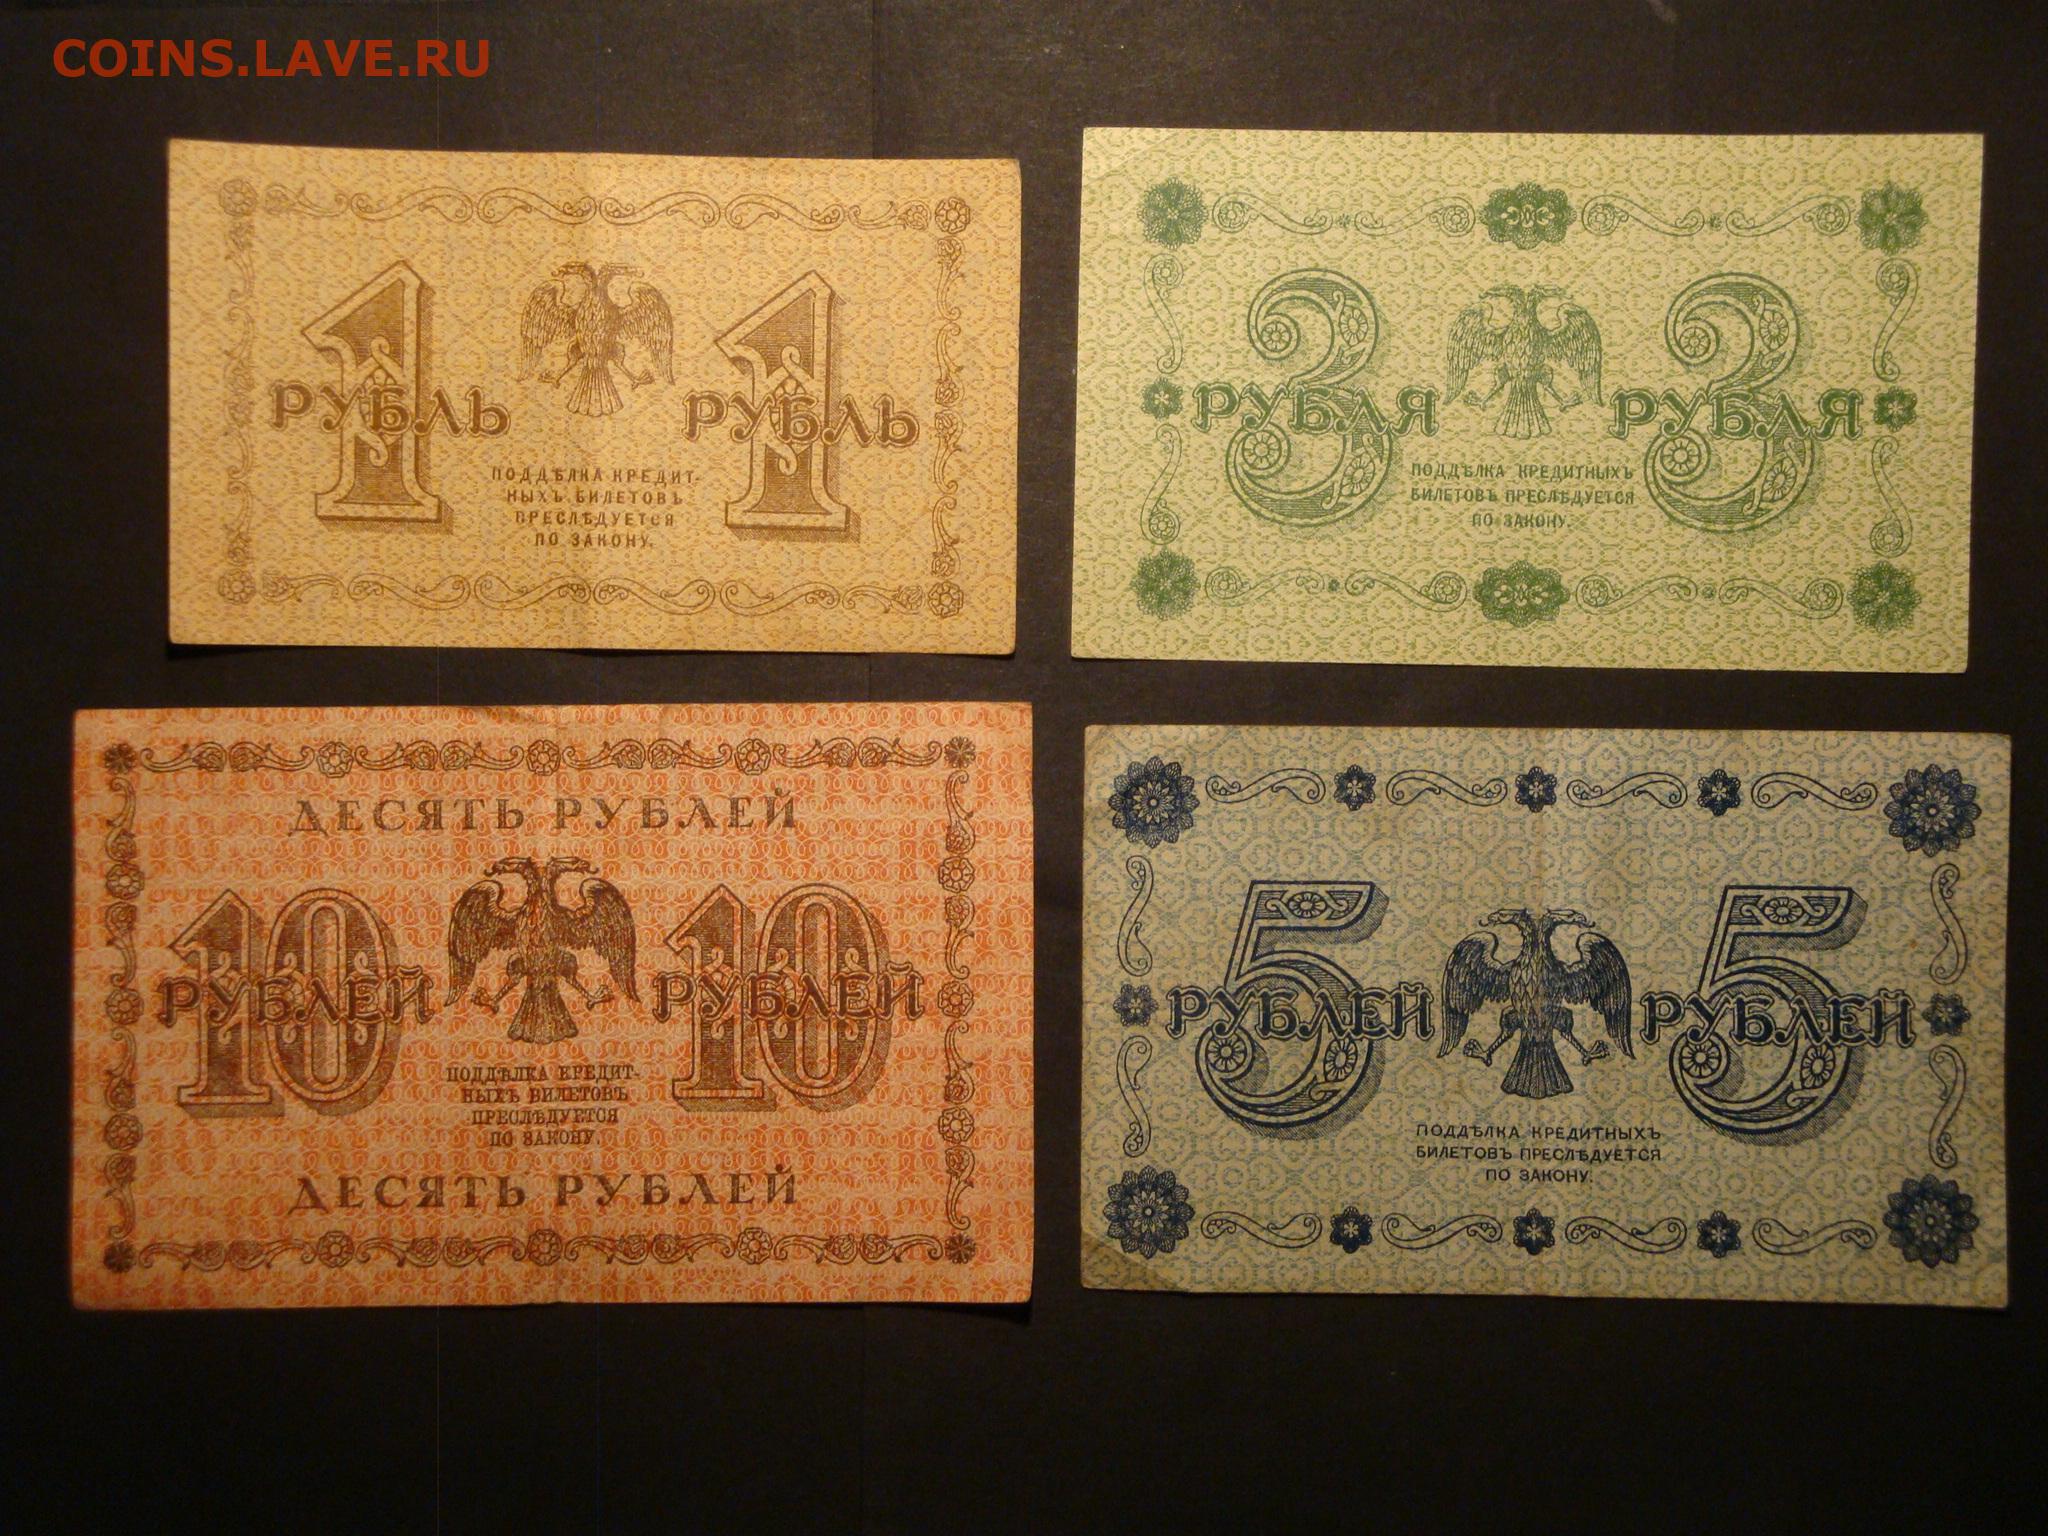 COINS.LAVE.RU
1 1
РУБЛЬ РУБЛЬ
ПОДДѢЛКА КРЕДИТ-
НЫХЪ БИЛЕТОВЪ
ПРЕСЛѢДУЕТСЯ
ПО ЗАКОНУ.
3 3
РУБЛЯ РУБЛЯ
ПОДДѢЛКА КРЕДИТНЫХЪ
БИЛЕТОВЪ ПРЕСЛѢДУЕТСЯ
ПО ЗАКОНУ.
ДЕСЯТЬ РУБЛЕЙ
10 10
РУБЛЕЙ РУБЛЕЙ
ПОДДѢЛКА КРЕДИТ-
НЫХЪ БИЛЕТОВЪ
ПРЕСЛѢДУЕТСЯ
ПО ЗАКОНУ.
ДЕСЯТЬ РУБЛЕЙ
5 5
РУБЛЕЙ РУБЛЕЙ
ПОДДѢЛКА КРЕДИТНЫХЪ
БИЛЕТОВЪ ПРЕСЛѢДУЕТСЯ
ПО ЗАКОНУ.